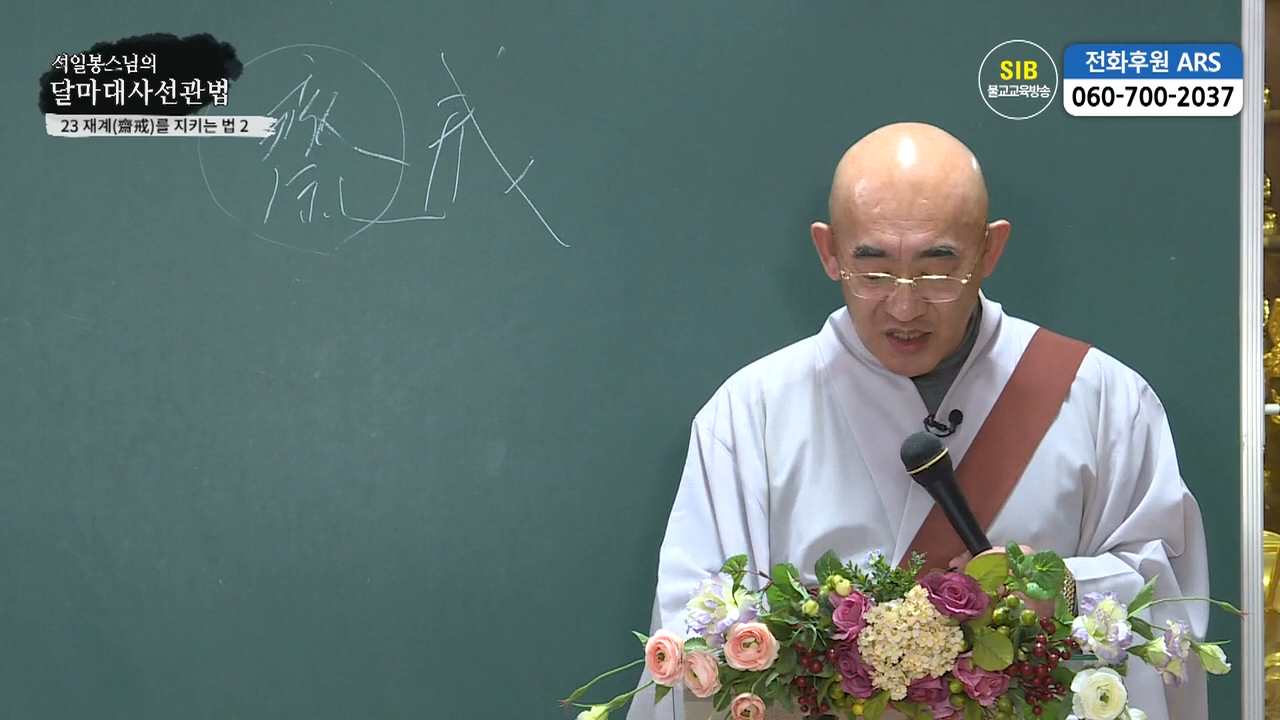 석일봉스님의
달마대사선관법
23 재계(齋戒)를 지키는 법 2
齋戒
SIB
불교교육방송
전화후원 ARS
060-700-2037